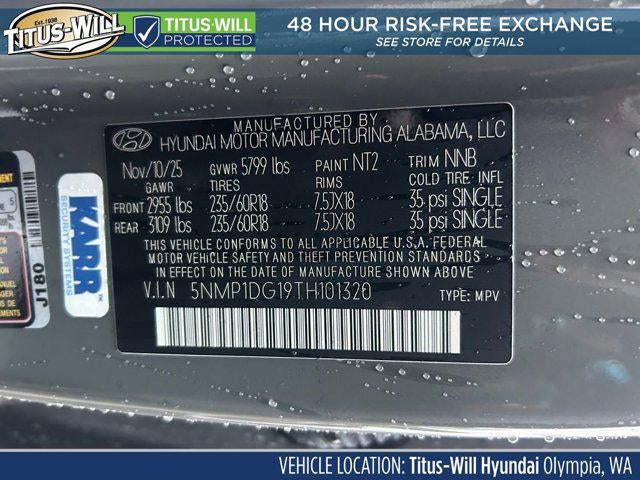 Est. 1938
TITUS-WILL
TITUS-WILL
PROTECTED
48 HOUR RISK-FREE EXCHANGE
SEE STORE FOR DETAILS
MANUFACTURED BY
HYUNDAI MOTOR MANUFACTURING ALABAMA, LLC
Nov/10/25 GVWR 5799 lbs PAINT NT2 TRIM NNB
GAWR TIRES RIMS COLD TIRE INFL
FRONT 2955 lbs 235/60R18 7.5JX18 35 psi SINGLE
REAR 3109 lbs 235/60R18 7.5JX18 35 psi SINGLE
THIS VEHICLE CONFORMS TO ALL APPLICABLE U.S.A. FEDERAL
MOTOR VEHICLE SAFETY AND THEFT PREVENTION STANDARDS
IN EFFECT ON THE DATE OF MANUFACTURE SHOWN ABOVE.
V.I.N 5NMP1DG19TH101320 TYPE: MPV
KARR
SECURITY SYSTEMS
J180
VEHICLE LOCATION: Titus-Will Hyundai Olympia, WA